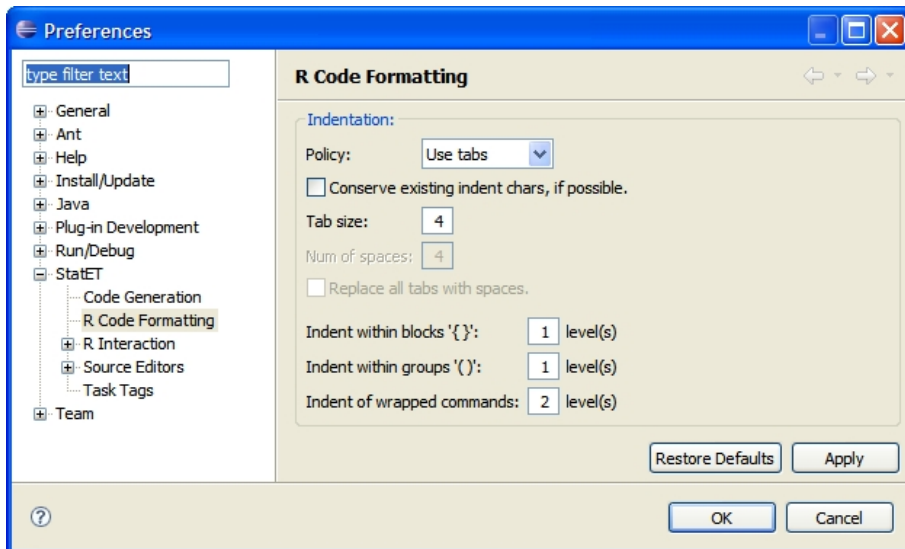 Preferences
type filter text
General
Ant
Help
Install/Update
Java
Plug-in Development
Run/Debug
StatET
Code Generation
R Code Formatting
R Interaction
Source Editors
Task Tags
Team
R Code Formatting
Indentation:
Policy: Use tabs
Conserve existing indent chars, if possible.
Tab size: 4
Num of spaces: 4
Replace all tabs with spaces.
Indent within blocks '{ }': 1 level(s)
Indent within groups '( )': 1 level(s)
Indent of wrapped commands: 2 level(s)
Restore Defaults Apply
? OK Cancel